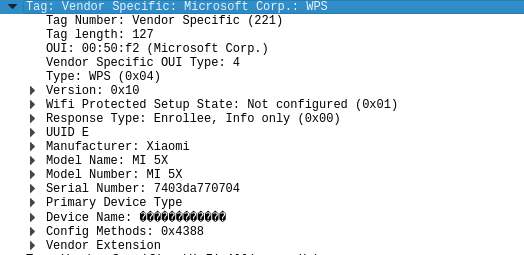 Tag: Vendor Specific: Microsoft Corp.: WPS
Tag Number: Vendor Specific (221)
Tag length: 127
OUI: 00:50:f2 (Microsoft Corp.)
Vendor Specific OUI Type: 4
Type: WPS (0x04)
Version: 0x10
Wifi Protected Setup State: Not configured (0x01)
Response Type: Enrollee, Info only (0x00)
UUID E
Manufacturer: Xiaomi
Model Name: MI 5X
Model Number: MI 5X
Serial Number: 7403da770704
Primary Device Type
Device Name: ���������������
Config Methods: 0x4388
Vendor Extension